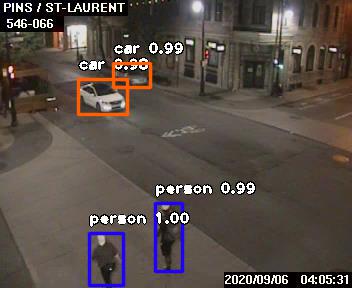 PINS / ST-LAURENT
546-066
car 0.99
car 0.98
person 0.99
person 1.00
2020/09/06 04:05:31